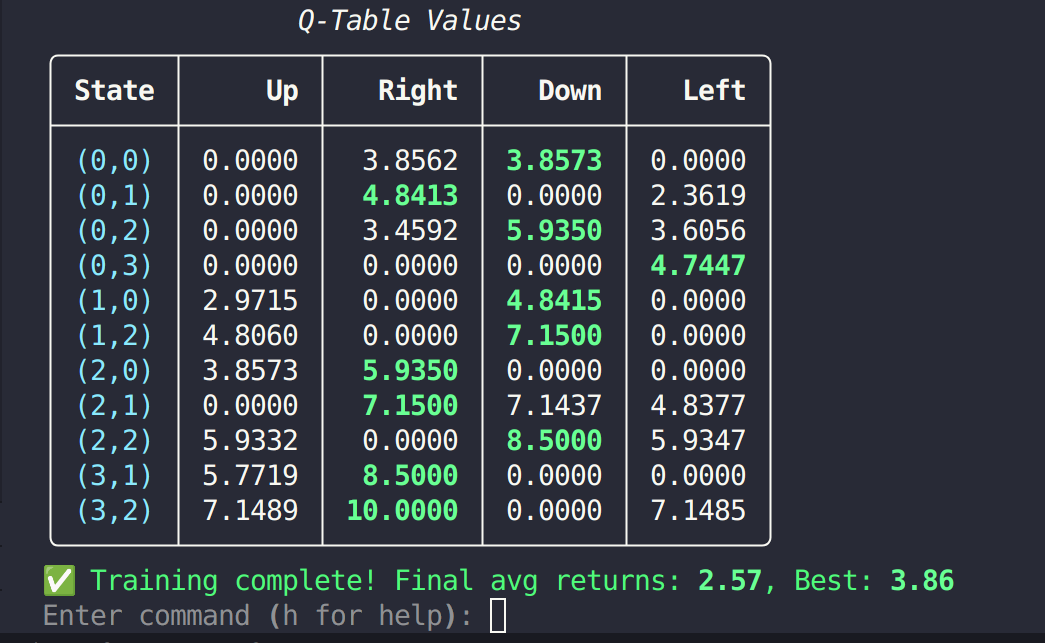 Q-Table Values
State Up Right Down Left
(0,0) 0.0000 3.8562 3.8573 0.0000
(0,1) 0.0000 4.8413 0.0000 2.3619
(0,2) 0.0000 3.4592 5.9350 3.6056
(0,3) 0.0000 0.0000 0.0000 4.7447
(1,0) 2.9715 0.0000 4.8415 0.0000
(1,2) 4.8060 0.0000 7.1500 0.0000
(2,0) 3.8573 5.9350 0.0000 0.0000
(2,1) 0.0000 7.1500 7.1437 4.8377
(2,2) 5.9332 0.0000 8.5000 5.9347
(3,1) 5.7719 8.5000 0.0000 0.0000
(3,2) 7.1489 10.0000 0.0000 7.1485
✅ Training complete! Final avg returns: 2.57, Best: 3.86
Enter command (h for help):